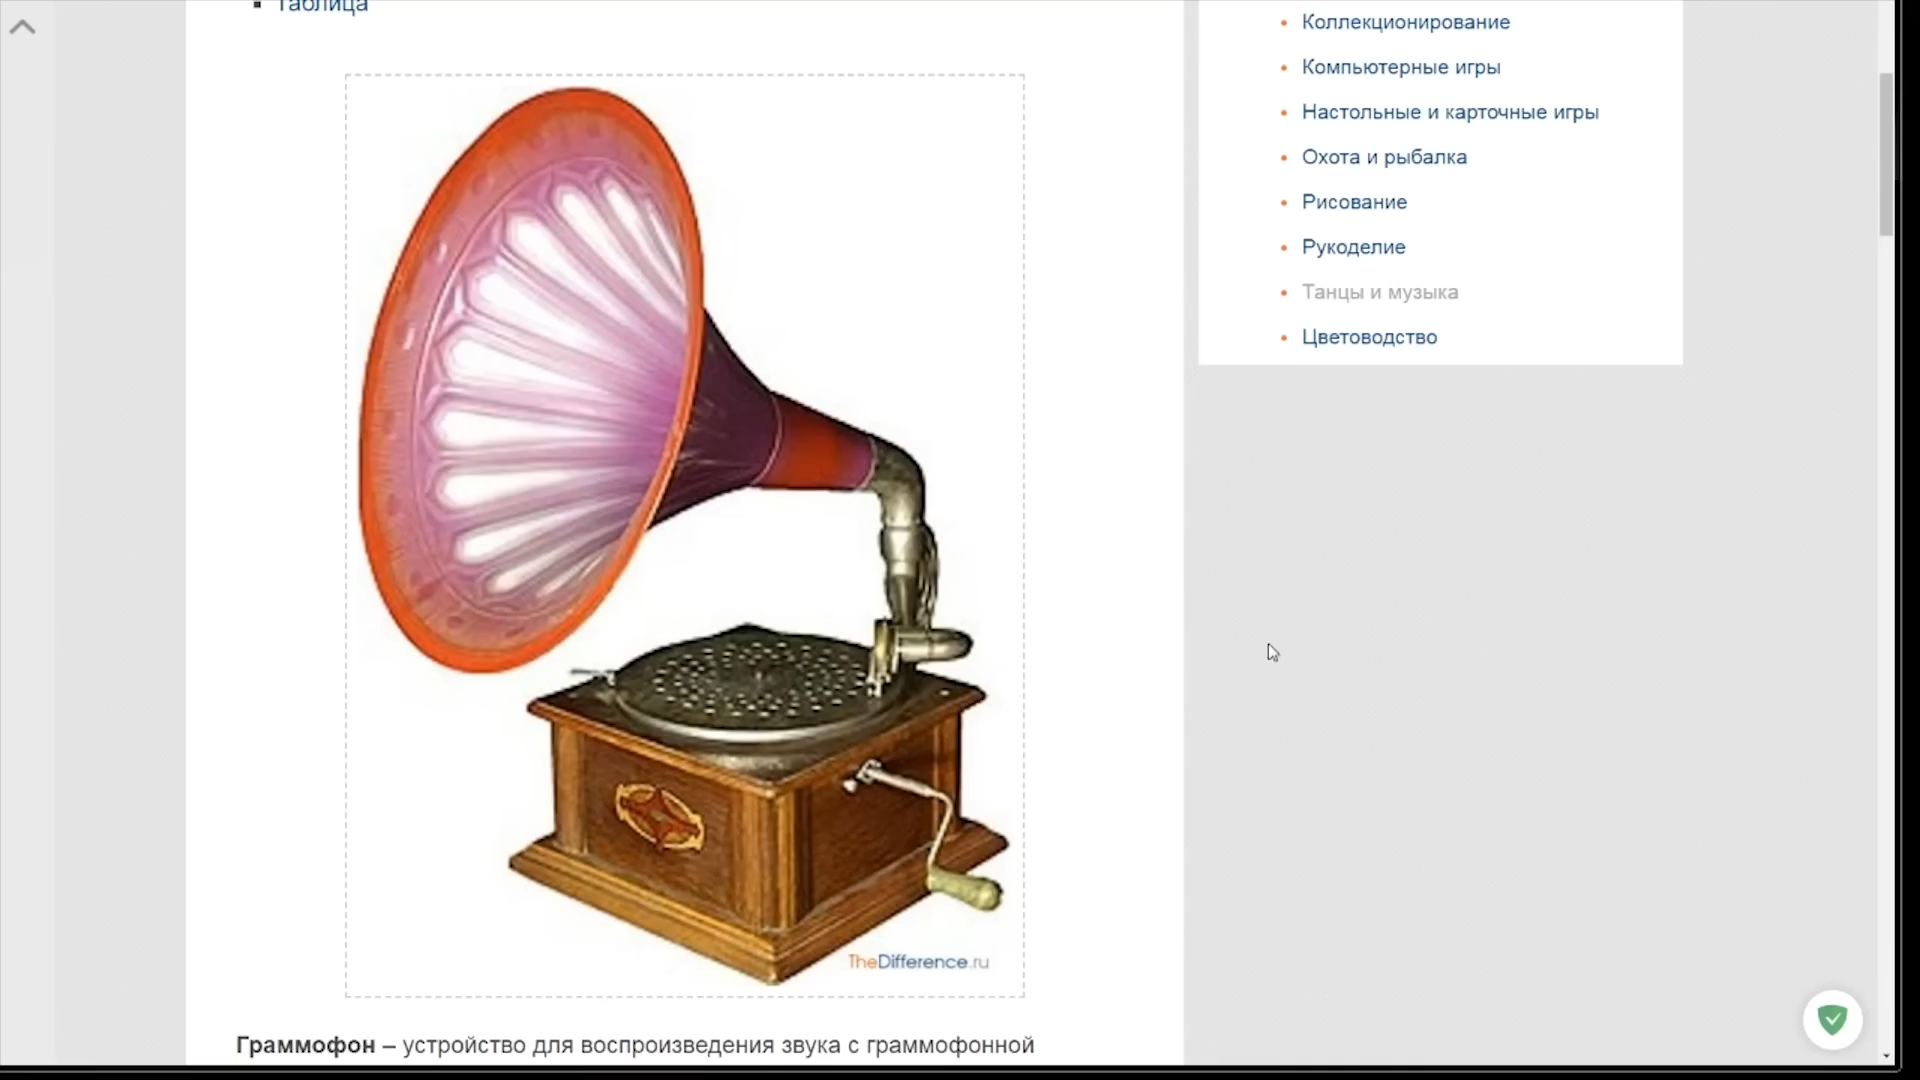 Таблица
Коллекционирование
Компьютерные игры
Настольные и карточные игры
Охота и рыбалка
Рисование
Рукоделие
Танцы и музыка
Цветоводство
TheDifference.ru
Граммофон – устройство для воспроизведения звука с граммофонной